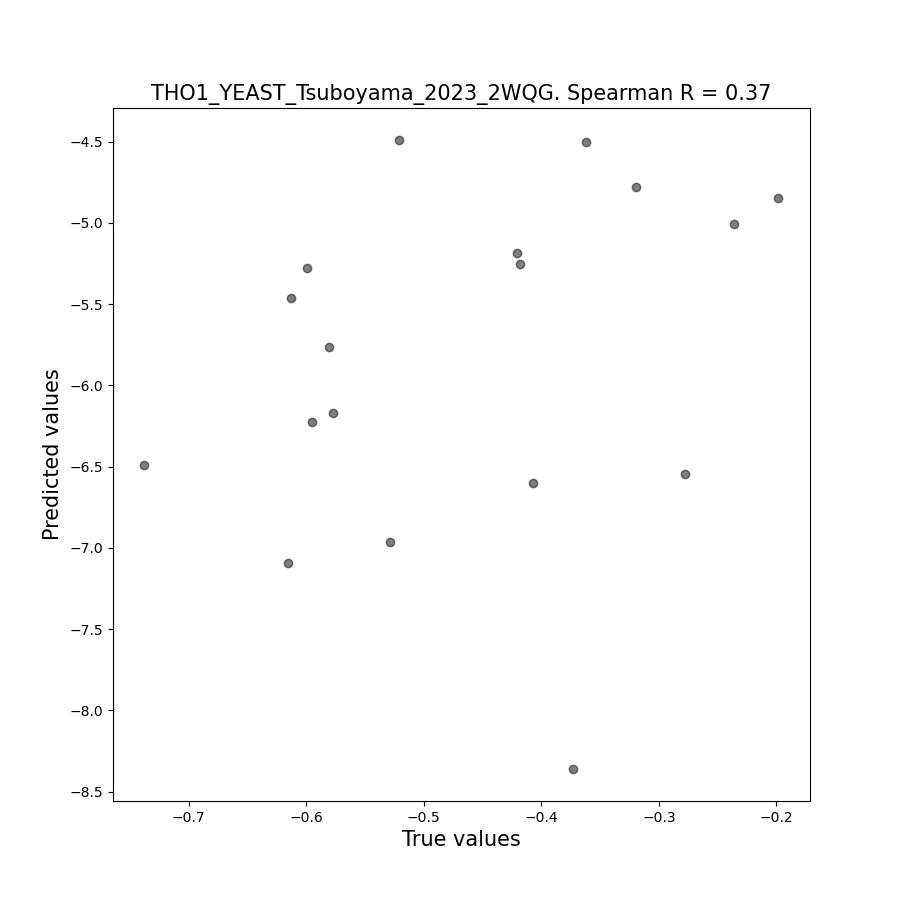 THO1_YEAST_Tsuboyama_2023_2WQG. Spearman R = 0.37
Predicted values
−4.5
−5.0
−5.5
−6.0
−6.5
−7.0
−7.5
−8.0
−8.5
−0.7 −0.6 −0.5 −0.4 −0.3 −0.2
True values